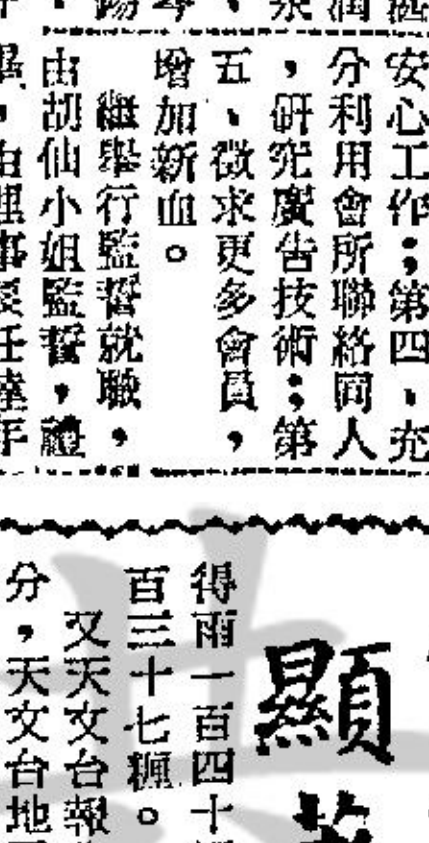 安心工作；第四、充
分利用會所聯絡同人
，研究廣告技術；第
五、徵求更多會員，
增加新血。
繼舉行監誓就職，
由胡仙小姐監誓，禮
顯
得雨一百四十
百三十七糎。
又天文台報
分，天文台地